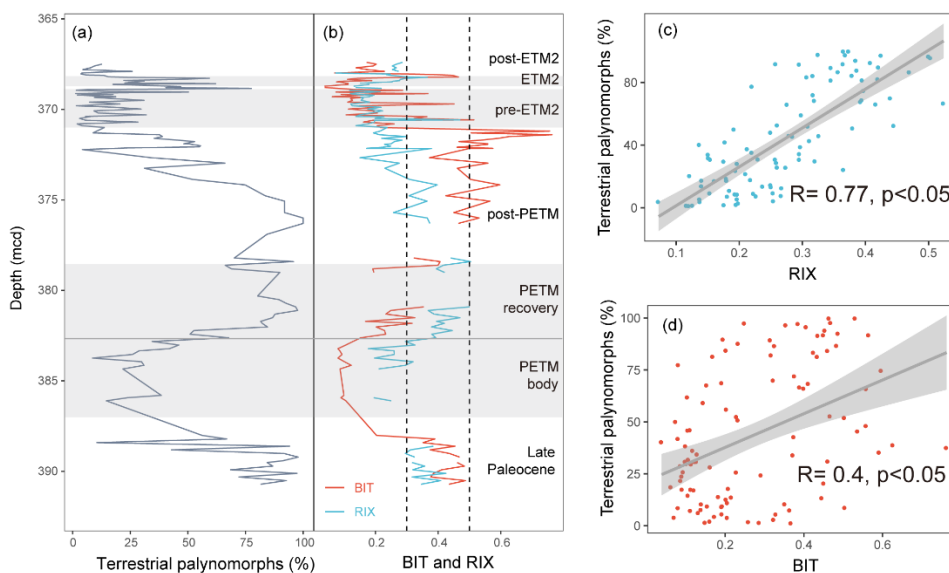 (a)
(b)
365
370
375
380
385
390
Depth (mcd)
0
25
50
75
100
Terrestrial palynomorphs (%)
post-ETM2
ETM2
pre-ETM2
post-PETM
PETM
recovery
PETM
body
Late
Paleocene
BIT
RIX
0.2
0.4
0.6
BIT and RIX
(c)
Terrestrial palynomorphs (%)
80
40
0
R= 0.77, p<0.05
0.1
0.2
0.3
0.4
0.5
RIX
(d)
Terrestrial palynomorphs (%)
100
75
50
25
0
R= 0.4, p<0.05
0.2
0.4
0.6
BIT